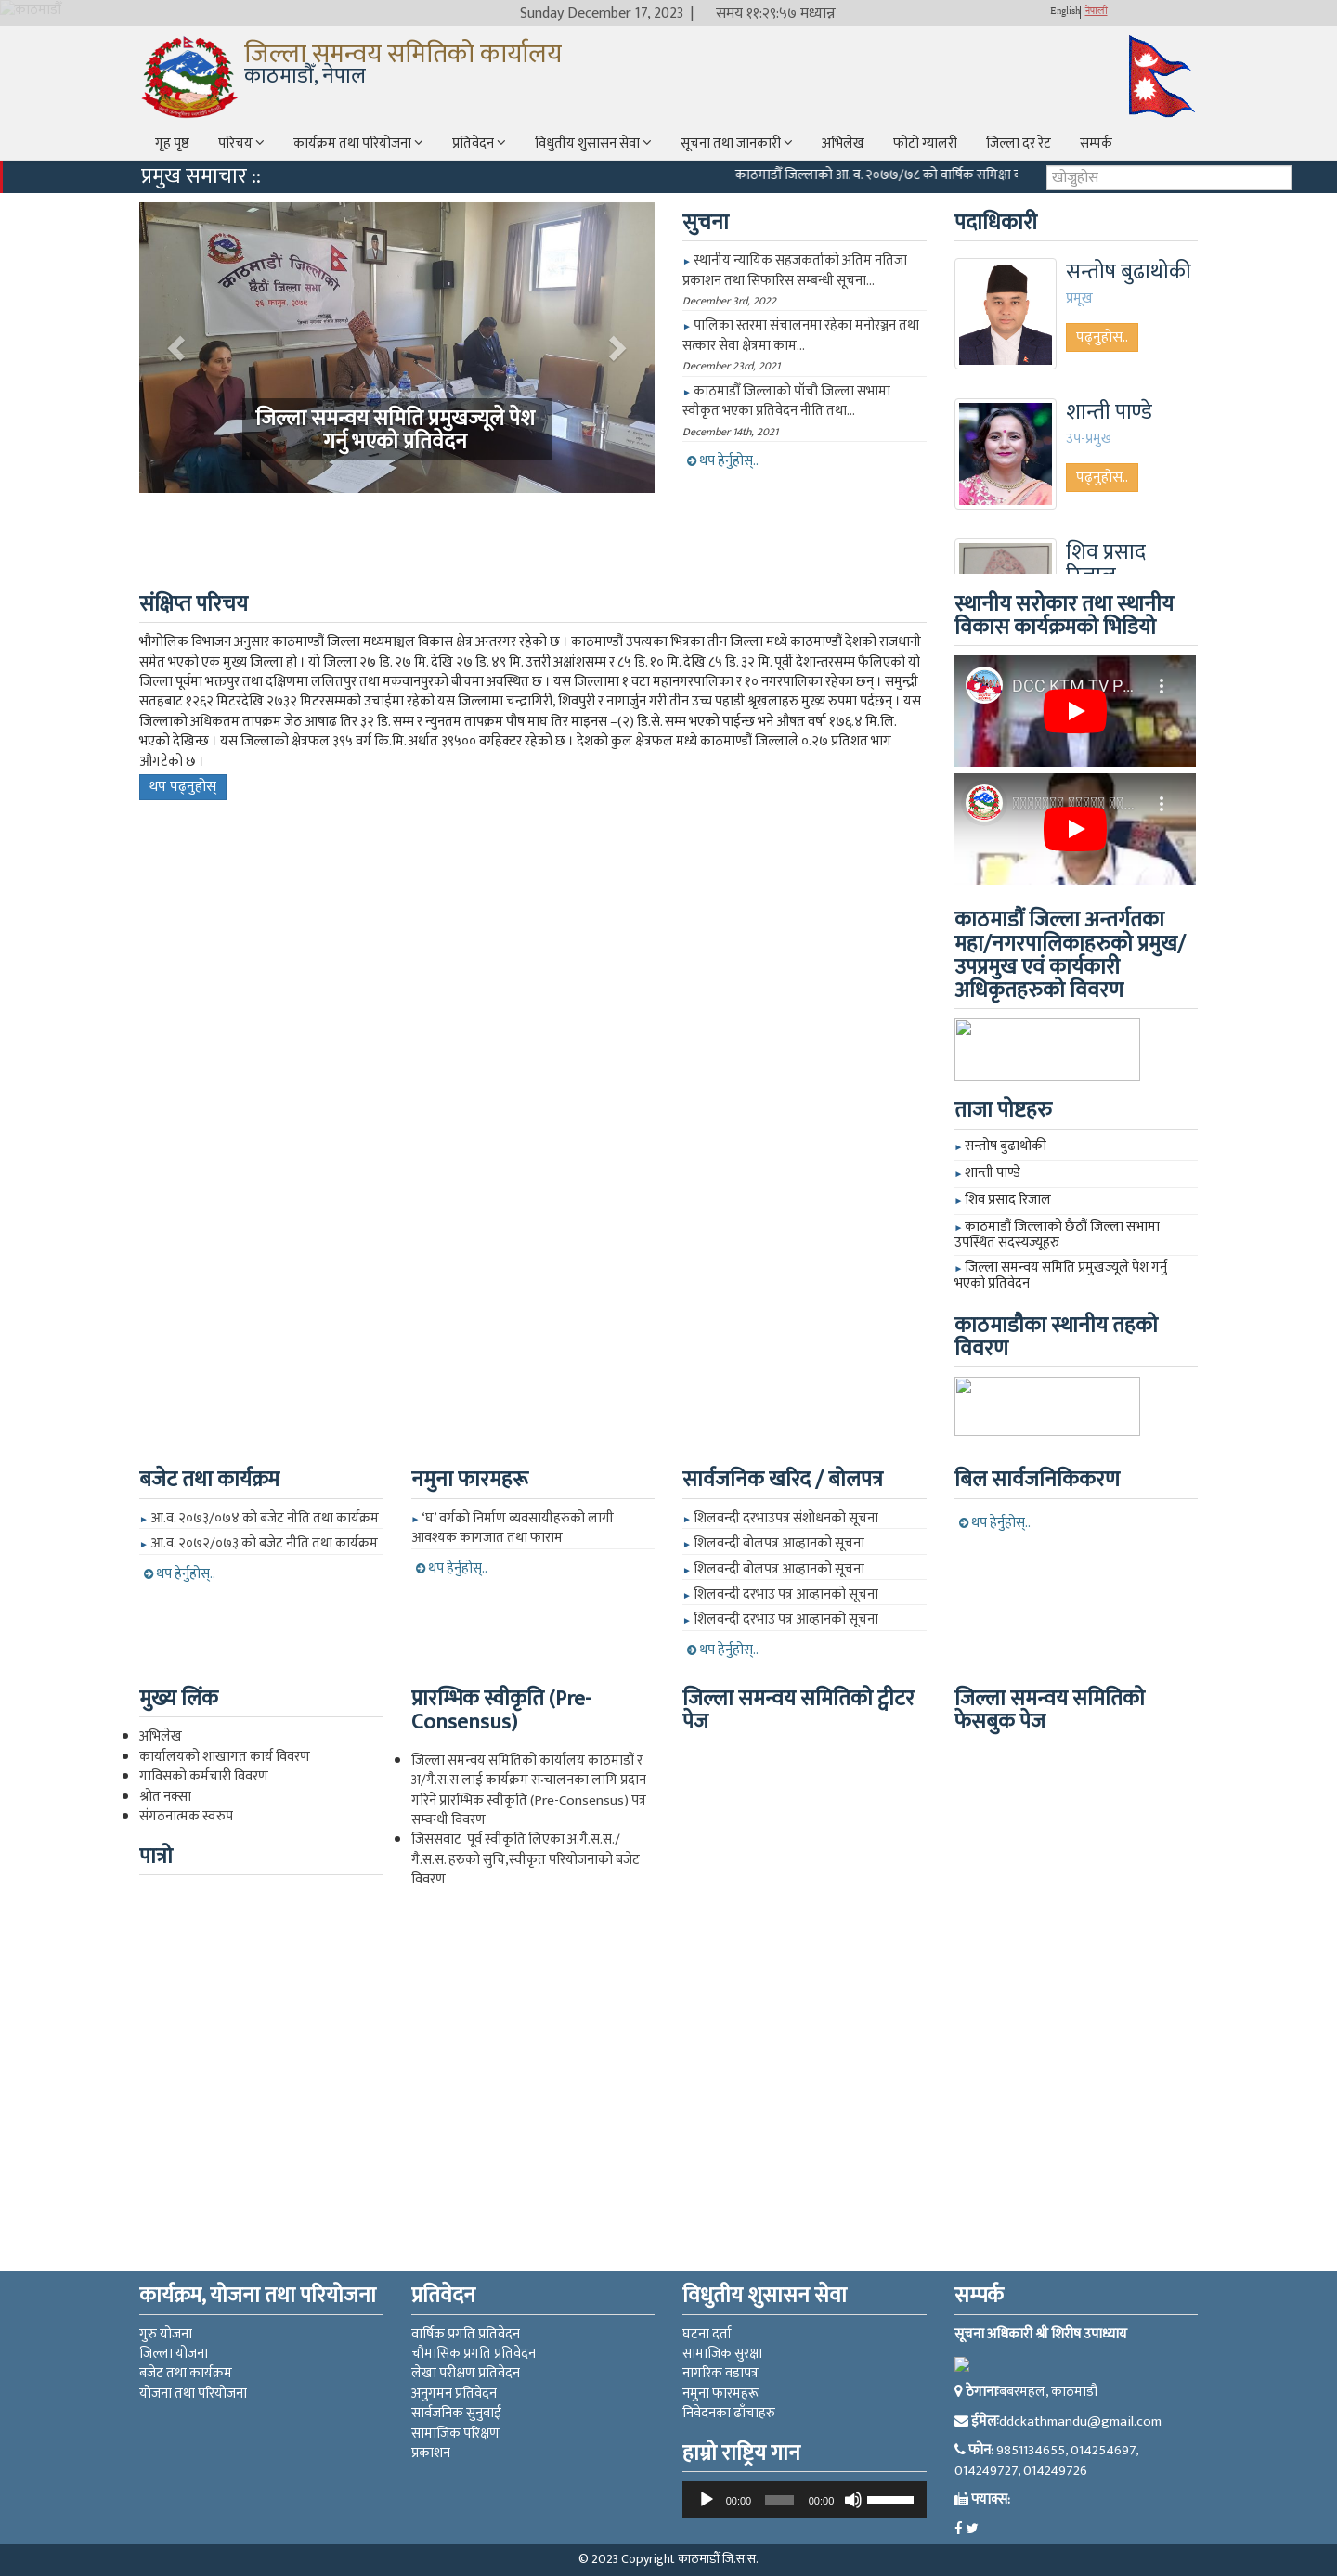 काठमाडौँ
Sunday December 17, 2023 | समय ११:२९:५७ मध्यान्न
English| नेपाली
जिल्ला समन्वय समितिको कार्यालय
काठमाडौँ, नेपाल
गृह पृष्ठ परिचय कार्यक्रम तथा परियोजना प्रतिवेदन विधुतीय शुसासन सेवा सूचना तथा जानकारी अभिलेख फोटो ग्यालरी जिल्ला दर रेट सम्पर्क
प्रमुख समाचार ::
काठमाडौँ जिल्लाको आ. व. २०७७/७८ को वार्षिक समिक्षा
खोज्नुहोस
काठमाडौं जिल्लाको
छैठौं जिल्ला सभा
जिल्ला समन्वय समिति प्रमुखज्यूले पेश
गर्नु भएको प्रतिवेदन
सुचना
स्थानीय न्यायिक सहजकर्ताको अंतिम नतिजा
प्रकाशन तथा सिफारिस सम्बन्धी सूचना...
December 3rd, 2022
पालिका स्तरमा संचालनमा रहेका मनोरञ्जन तथा
सत्कार सेवा क्षेत्रमा काम...
December 23rd, 2021
काठमाडौँ जिल्लाको पाँचौ जिल्ला सभामा
स्वीकृत भएका प्रतिवेदन नीति तथा...
December 14th, 2021
थप हेर्नुहोस्..
पदाधिकारी
सन्तोष बुढाथोकी
प्रमूख
पढ्नुहोस..
शान्ती पाण्डे
उप-प्रमुख
पढ्नुहोस..
शिव प्रसाद
रिजाल
संक्षिप्त परिचय
भौगोलिक विभाजन अनुसार काठमाण्डौं जिल्ला मध्यमाञ्चल विकास क्षेत्र अन्तरगर रहेको छ । काठमाण्डौं उपत्यका भित्रका तीन जिल्ला मध्ये काठमाण्डौं देशको राजधानी
समेत भएको एक मुख्य जिल्ला हो । यो जिल्ला २७ डि. २७ मि. देखि २७ डि. ४९ मि. उत्तरी अक्षांशसम्म र ८५ डि. १० मि. देखि ८५ डि. ३२ मि. पूर्वी देशान्तरसम्म फैलिएको यो
जिल्ला पूर्वमा भक्तपुर तथा दक्षिणमा ललितपुर तथा मकवानपुरको बीचमा अवस्थित छ । यस जिल्लामा १ वटा महानगरपालिका र १० नगरपालिका रहेका छन् । समुन्द्री
सतहबाट १२६२ मिटरदेखि २७३२ मिटरसम्मको उचाईमा रहेको यस जिल्लामा चन्द्रागिरी, शिवपुरी र नागार्जुन गरी तीन उच्च पहाडी श्रृखलाहरु मुख्य रुपमा पर्दछन् । यस
जिल्लाको अधिकतम तापक्रम जेठ आषाढ तिर ३२ डि. सम्म र न्युनतम तापक्रम पौष माघ तिर माइनस –(२) डि.से. सम्म भएको पाईन्छ भने औषत वर्षा १७६.४ मि.लि.
भएको देखिन्छ । यस जिल्लाको क्षेत्रफल ३९५ वर्ग कि.मि. अर्थात ३९५०० वर्गहेक्टर रहेको छ । देशको कुल क्षेत्रफल मध्ये काठमाण्डौं जिल्लाले ०.२७ प्रतिशत भाग
औगटेको छ ।
थप पढ्नुहोस्
स्थानीय सरोकार तथा स्थानीय
विकास कार्यक्रमको भिडियो
DCC KTM TV P...
काठमाडौं जिल्ला अन्तर्गतका
महा/नगरपालिकाहरुको प्रमुख/
उपप्रमुख एवं कार्यकारी
अधिकृतहरुको विवरण
ताजा पोष्टहरु
सन्तोष बुढाथोकी
शान्ती पाण्डे
शिव प्रसाद रिजाल
काठमाडौं जिल्लाको छैठौं जिल्ला सभामा
उपस्थित सदस्यज्यूहरु
जिल्ला समन्वय समिति प्रमुखज्यूले पेश गर्नु
भएको प्रतिवेदन
काठमाडौका स्थानीय तहको
विवरण
बजेट तथा कार्यक्रम
आ.व. २०७३/०७४ को बजेट नीति तथा कार्यक्रम
आ.व. २०७२/०७३ को बजेट नीति तथा कार्यक्रम
थप हेर्नुहोस्..
नमुना फारमहरू
‘घ’ वर्गको निर्माण व्यवसायीहरुको लागी
आवश्यक कागजात तथा फाराम
थप हेर्नुहोस्..
सार्वजनिक खरिद / बोलपत्र
शिलवन्दी दरभाउपत्र संशोधनको सूचना
शिलवन्दी बोलपत्र आव्हानको सूचना
शिलवन्दी बोलपत्र आव्हानको सूचना
शिलवन्दी दरभाउ पत्र आव्हानको सूचना
शिलवन्दी दरभाउ पत्र आव्हानको सूचना
थप हेर्नुहोस्..
बिल सार्वजनिकिकरण
थप हेर्नुहोस्..
मुख्य लिंक
अभिलेख
कार्यालयको शाखागत कार्य विवरण
गाविसको कर्मचारी विवरण
श्रोत नक्सा
संगठनात्मक स्वरुप
पात्रो
प्रारम्भिक स्वीकृति (Pre-
Consensus)
जिल्ला समन्वय समितिको कार्यालय काठमाडौं र
अ/गै.स.स लाई कार्यक्रम सन्चालनका लागि प्रदान
गरिने प्रारम्भिक स्वीकृति (Pre-Consensus) पत्र
सम्वन्धी विवरण
जिससवाट पूर्व स्वीकृति लिएका अ.गै.स.स./
गै.स.स. हरुको सुचि,स्वीकृत परियोजनाको बजेट
विवरण
जिल्ला समन्वय समितिको ट्वीटर
पेज
जिल्ला समन्वय समितिको
फेसबुक पेज
कार्यक्रम, योजना तथा परियोजना
गुरु योजना
जिल्ला योजना
बजेट तथा कार्यक्रम
योजना तथा परियोजना
प्रतिवेदन
वार्षिक प्रगति प्रतिवेदन
चौमासिक प्रगति प्रतिवेदन
लेखा परीक्षण प्रतिवेदन
अनुगमन प्रतिवेदन
सार्वजनिक सुनुवाई
सामाजिक परिक्षण
प्रकाशन
विधुतीय शुसासन सेवा
घटना दर्ता
सामाजिक सुरक्षा
नागरिक वडापत्र
नमुना फारमहरू
निवेदनका ढाँचाहरु
हाम्रो राष्ट्रिय गान
00:00 00:00
सम्पर्क
सूचना अधिकारी श्री शिरीष उपाध्याय
ठेगानाःबबरमहल, काठमाडौं
ईमेलःddckathmandu@gmail.com
फोन: 9851134655, 014254697,
014249727, 014249726
फ्याक्स:
© 2023 Copyright काठमाडौँ जि.स.स.